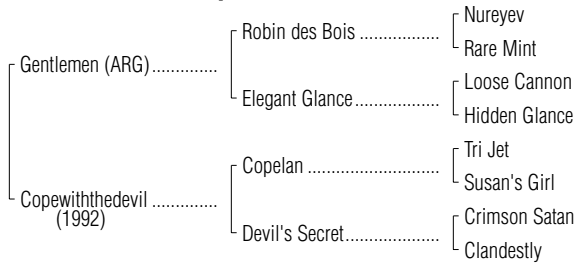 Nureyev
Robin des Bois .................
Rare Mint
Gentlemen (ARG) ..............
Loose Cannon
Elegant Glance ..................
Hidden Glance
Tri Jet
Copelan ............................
Susan's Girl
Copewiththedevil ..............
(1992)
Crimson Satan
Devil's Secret ....................
Clandestly